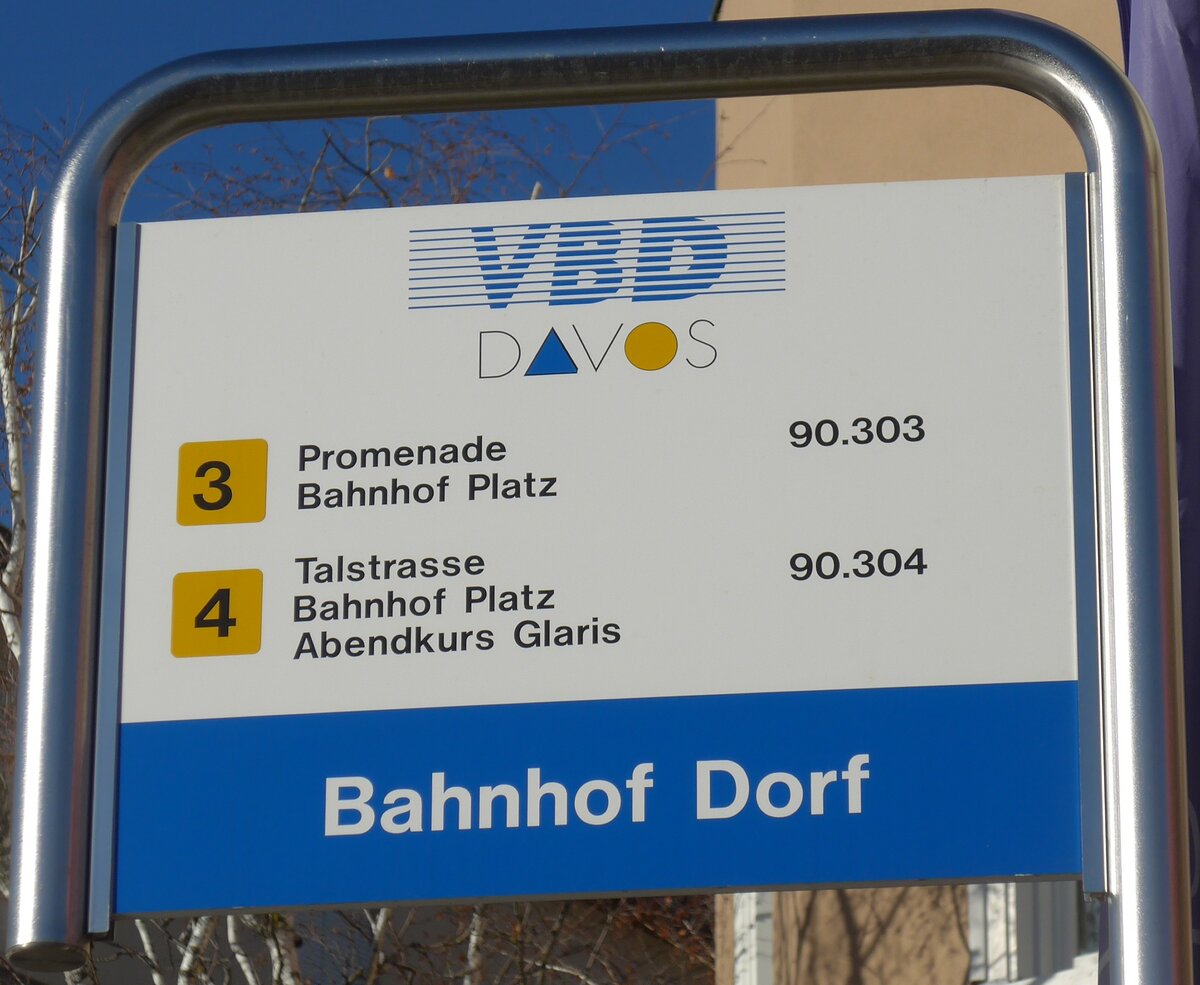 VBD
DAVOS
3 Promenade 90.303
Bahnhof Platz
4 Talstrasse 90.304
Bahnhof Platz
Abendkurs Glaris
Bahnhof Dorf